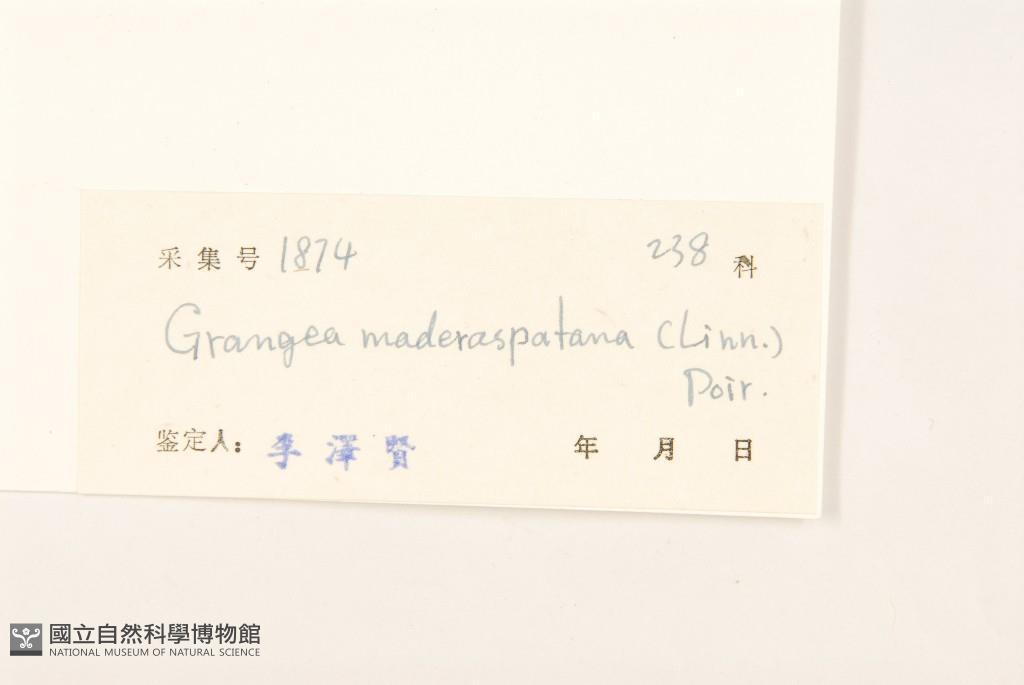 采集号 1874 238 科
Grangea maderaspatana (Linn.)
Poir.
鉴定人: 李澤賢 年 月 日
國立自然科學博物館
NATIONAL MUSEUM OF NATURAL SCIENCE